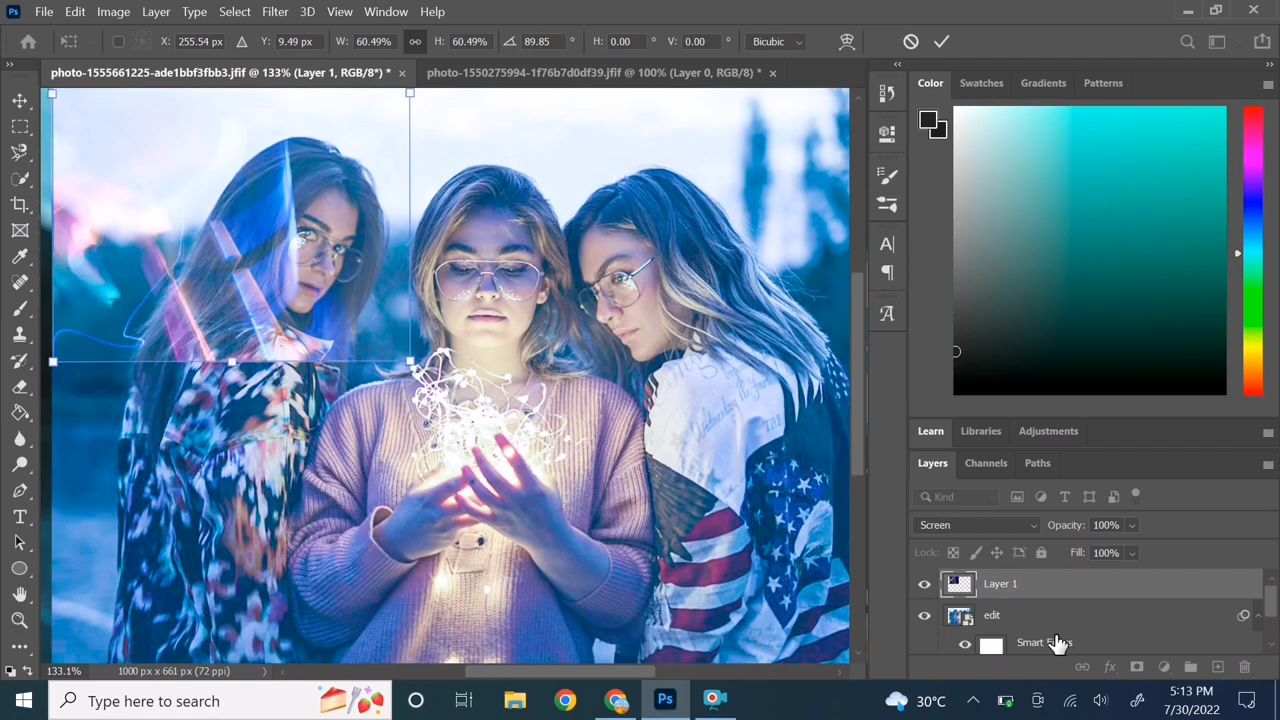 Ps File Edit Image Layer Type Select Filter 3D View Window Help
X: 255.54 px Y: 9.49 px W: 60.49% H: 60.49% 89.85 ° H: 0.00 ° V: 0.00 ° Bicubic
photo-1555661225-ade1bbf3fbb3.jfif @ 133% (Layer 1, RGB/8*) * × photo-1550275994-1f76b7d0df39.jfif @ 100% (Layer 0, RGB/8) * ×
Color Swatches Gradients Patterns
Learn Libraries Adjustments
Layers Channels Paths
Kind
Screen Opacity: 100%
Lock: Fill: 100%
Layer 1
edit
Smart
133.1% 1000 px x 661 px (72 ppi)
Type here to search
Ps
30°C
5:13 PM
7/30/2022